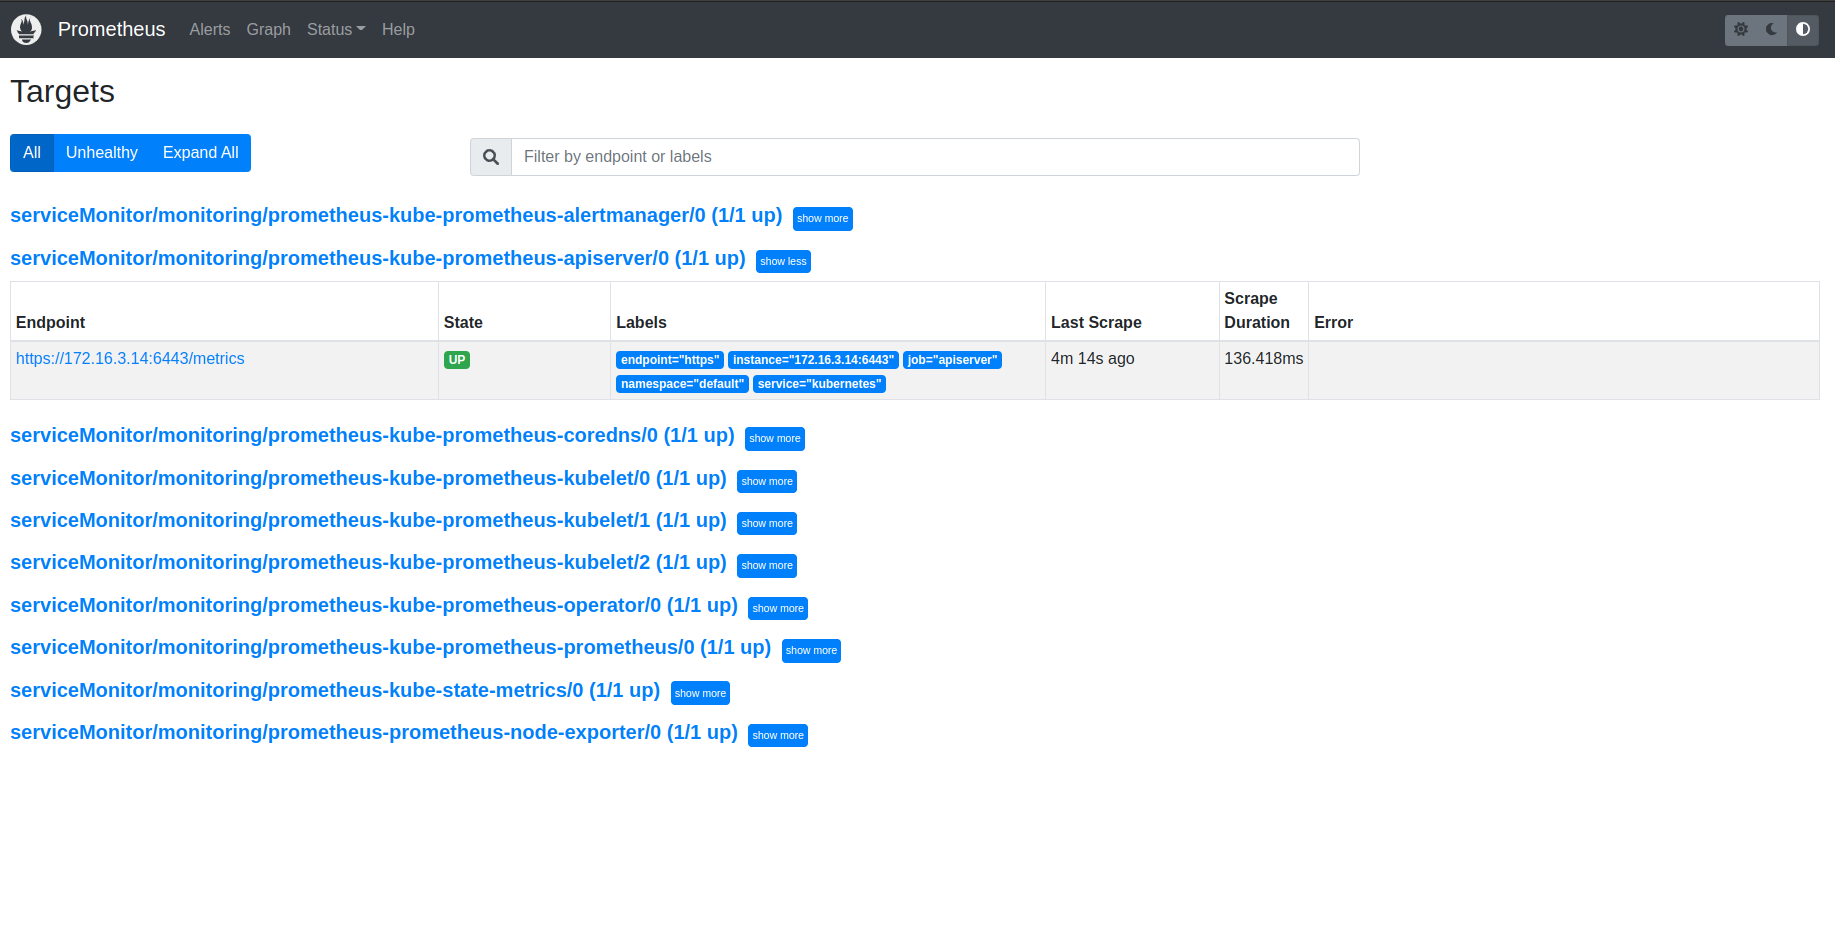 Prometheus Alerts Graph Status Help
Targets
All Unhealthy Expand All
Filter by endpoint or labels
serviceMonitor/monitoring/prometheus-kube-prometheus-alertmanager/0 (1/1 up) show more
serviceMonitor/monitoring/prometheus-kube-prometheus-apiserver/0 (1/1 up) show less
Endpoint State Labels Last Scrape Scrape Duration Error
https://172.16.3.14:6443/metrics UP endpoint="https" instance="172.16.3.14:6443" job="apiserver" 4m 14s ago 136.418ms
namespace="default" service="kubernetes"
serviceMonitor/monitoring/prometheus-kube-prometheus-coredns/0 (1/1 up) show more
serviceMonitor/monitoring/prometheus-kube-prometheus-kubelet/0 (1/1 up) show more
serviceMonitor/monitoring/prometheus-kube-prometheus-kubelet/1 (1/1 up) show more
serviceMonitor/monitoring/prometheus-kube-prometheus-kubelet/2 (1/1 up) show more
serviceMonitor/monitoring/prometheus-kube-prometheus-operator/0 (1/1 up) show more
serviceMonitor/monitoring/prometheus-kube-prometheus-prometheus/0 (1/1 up) show more
serviceMonitor/monitoring/prometheus-kube-state-metrics/0 (1/1 up) show more
serviceMonitor/monitoring/prometheus-prometheus-node-exporter/0 (1/1 up) show more